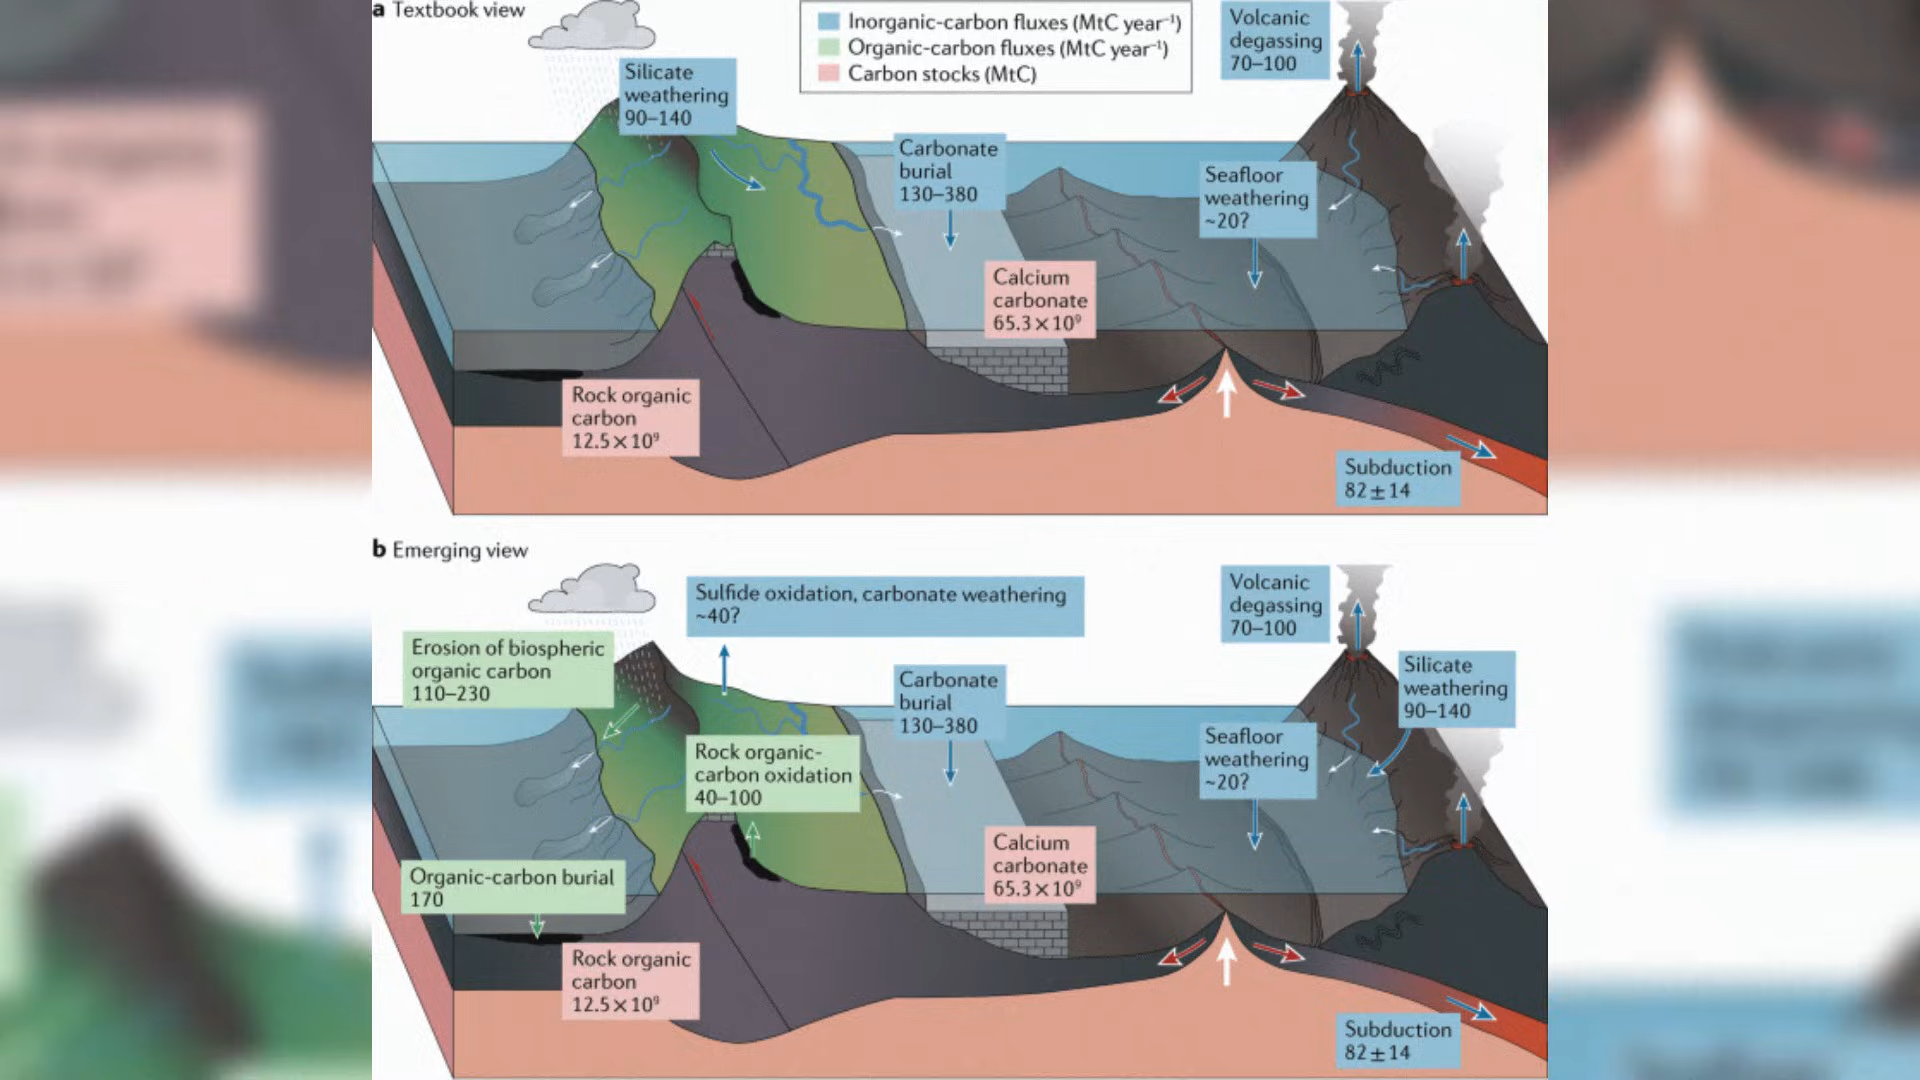 a Textbook view
Inorganic-carbon fluxes (MtC year⁻¹)
Organic-carbon fluxes (MtC year⁻¹)
Carbon stocks (MtC)
Silicate
weathering
90–140
Volcanic
degassing
70–100
Carbonate
burial
130–380
Seafloor
weathering
~20?
Calcium
carbonate
65.3×10⁹
Rock organic
carbon
12.5×10⁹
Subduction
82±14
b Emerging view
Sulfide oxidation, carbonate weathering
~40?
Erosion of biospheric
organic carbon
110–230
Volcanic
degassing
70–100
Silicate
weathering
90–140
Carbonate
burial
130–380
Seafloor
weathering
~20?
Rock organic-
carbon oxidation
40–100
Calcium
carbonate
65.3×10⁹
Organic-carbon burial
170
Rock organic
carbon
12.5×10⁹
Subduction
82±14